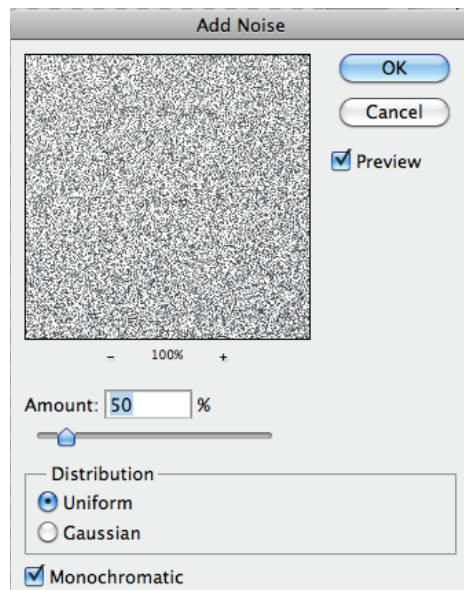 Add Noise
OK
Cancel
Preview
- 100% +
Amount: 50 %
Distribution
Uniform
Gaussian
Monochromatic